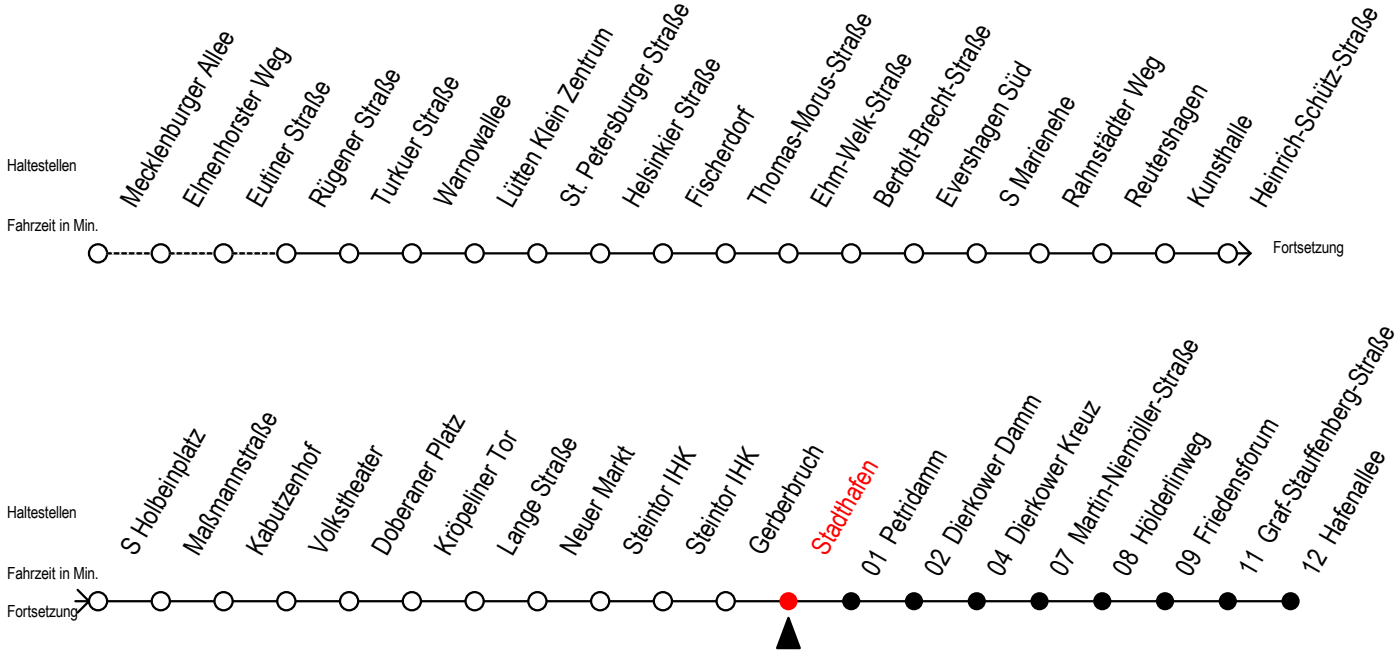 Haltestellen
Mecklenburger Allee
Elmenhorster Weg
Eutiner Straße
Rügener Straße
Turkuer Straße
Warnowallee
Lütten Klein Zentrum
St. Petersburger Straße
Helsinkier Straße
Fischerdorf
Thomas-Morus-Straße
Ehm-Welk-Straße
Bertolt-Brecht-Straße
Evershagen Süd
S Marienehe
Rahnstädter Weg
Reutershagen
Kunsthalle
Heinrich-Schütz-Straße
Fahrzeit in Min.
Fortsetzung
Haltestellen
S Holbeinplatz
Maßmannstraße
Kabutzenhof
Volkstheater
Doberaner Platz
Kröpeliner Tor
Lange Straße
Neuer Markt
Steintor IHK
Steintor IHK
Gerberbruch
Stadthafen
01 Petridamm
02 Dierkower Damm
04 Dierkower Kreuz
07 Martin-Niemöller-Straße
08 Hölderlinweg
09 Friedensforum
11 Graf-Stauffenberg-Straße
12 Hafenallee
Fahrzeit in Min.
Fortsetzung